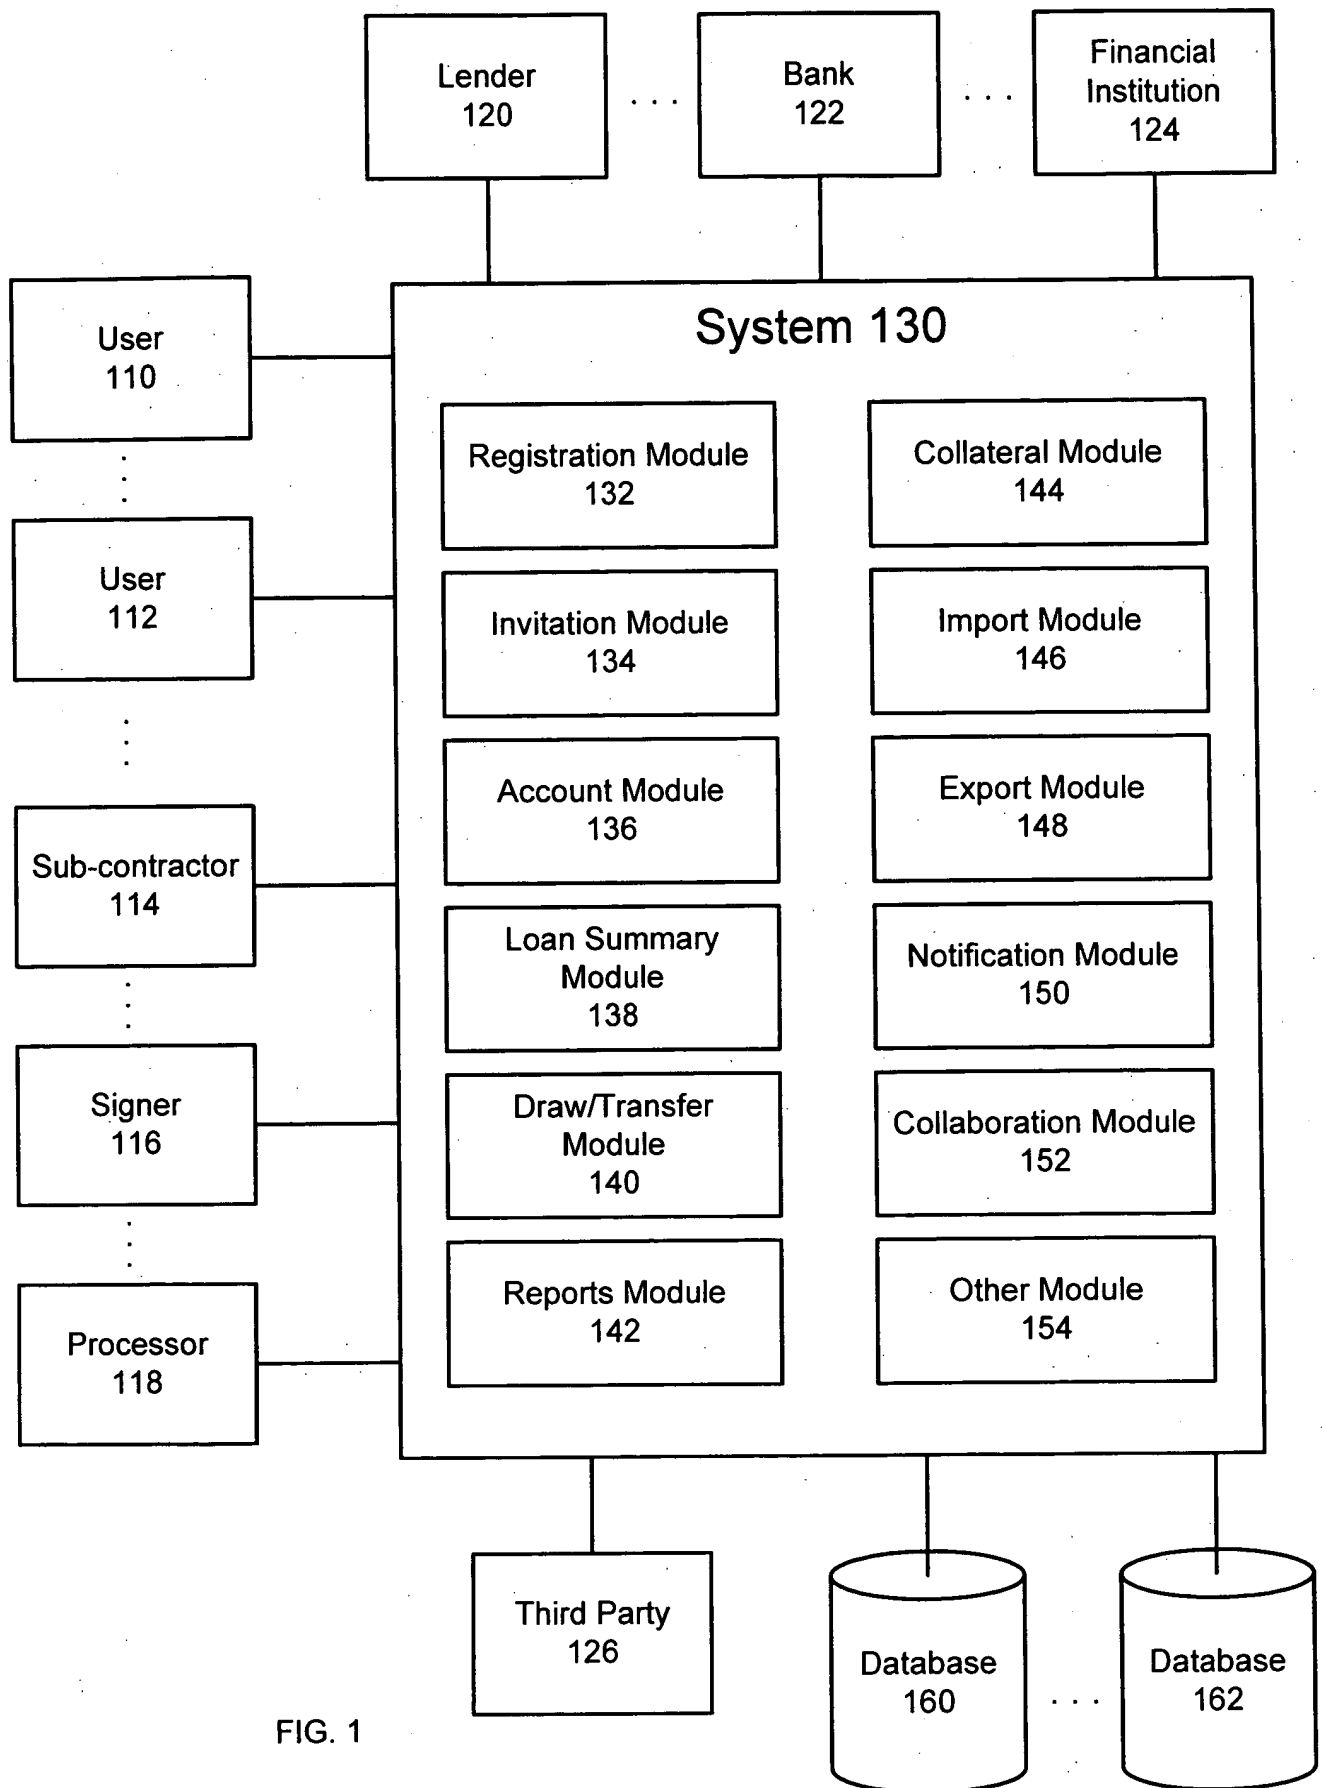 Lender
120
Bank
122
Financial
Institution
124
System 130
User
110
User
112
Sub-contractor
114
Signer
116
Processor
118
Registration Module
132
Collateral Module
144
Invitation Module
134
Import Module
146
Account Module
136
Export Module
148
Loan Summary
Module
138
Notification Module
150
Draw/Transfer
Module
140
Collaboration Module
152
Reports Module
142
Other Module
154
Third Party
126
Database
160
Database
162
FIG. 1